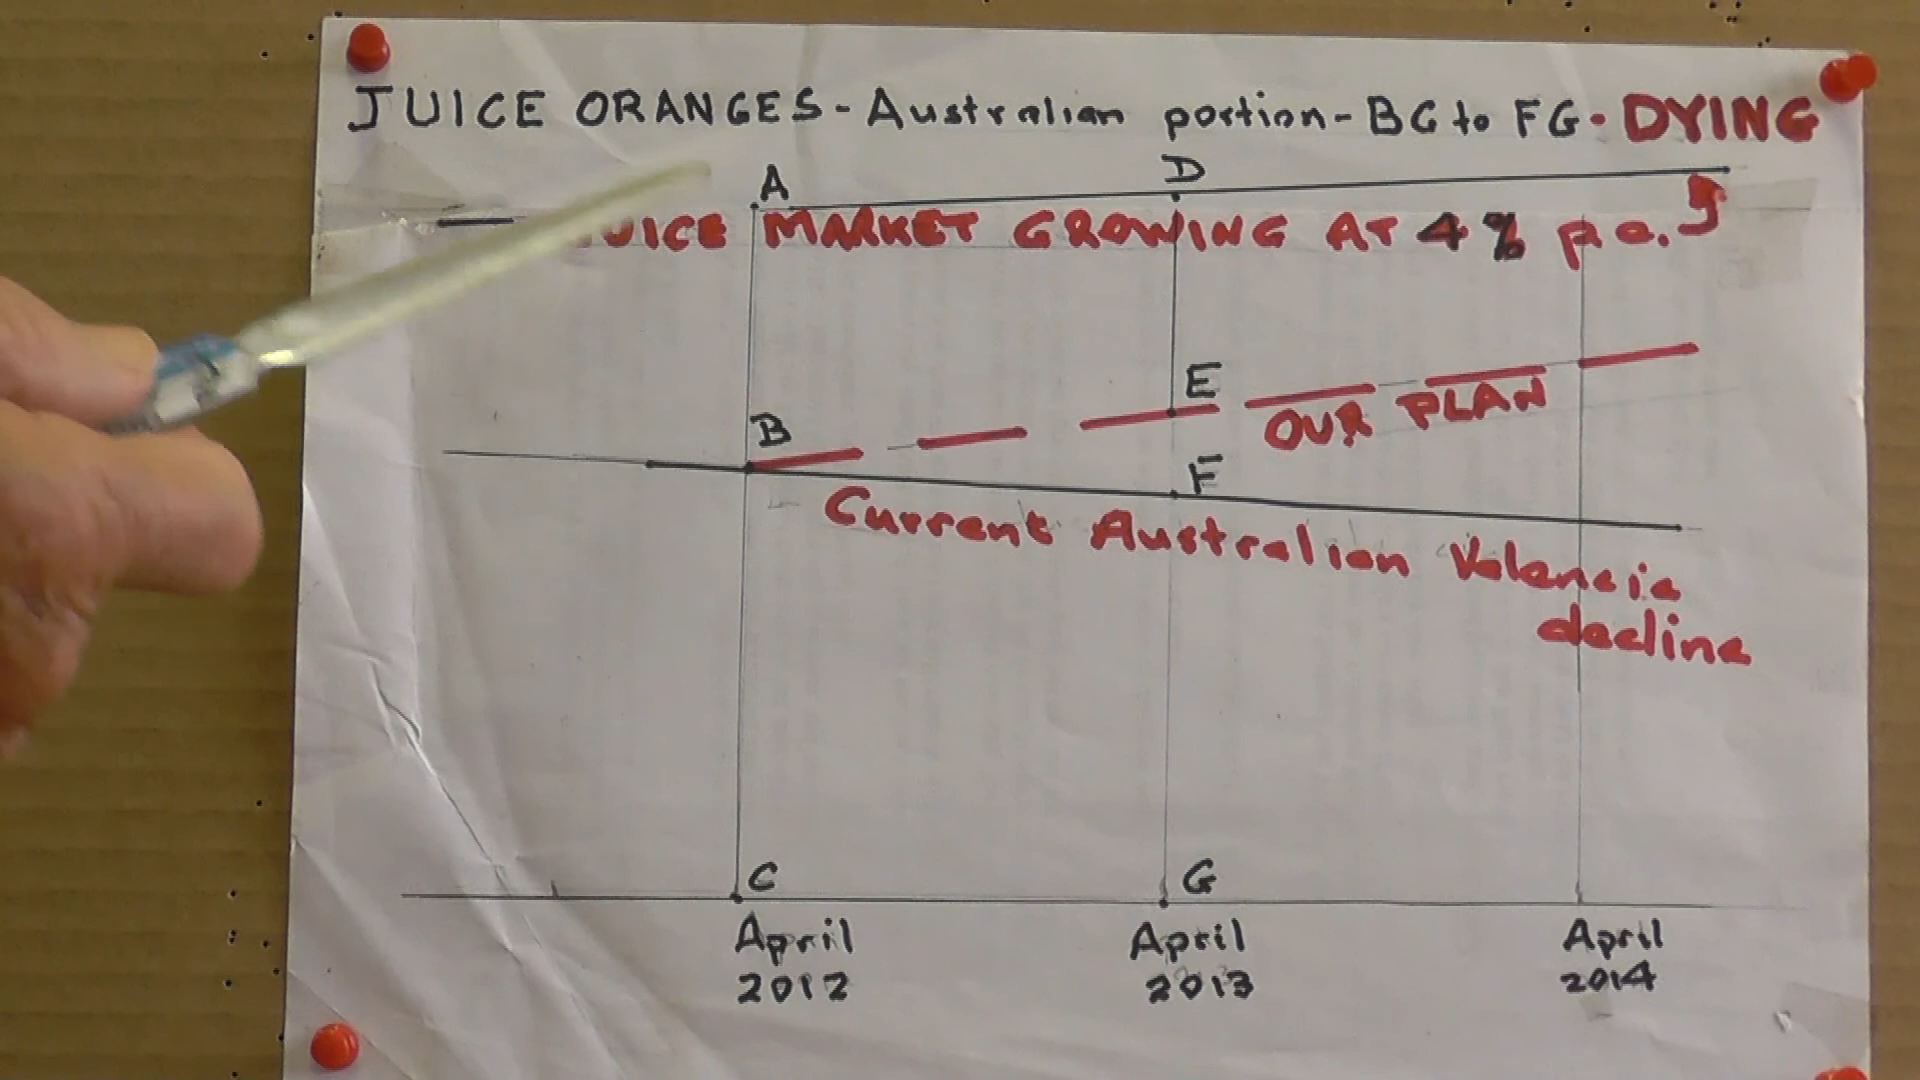 JUICE ORANGES - Australian portion - BC to FG • DYING
A
D
JUICE MARKET GROWING AT 4% p.a.
E
OUR PLAN
B
F
Current Australian Valencia
decline
C
G
April
2012
April
2013
April
2014